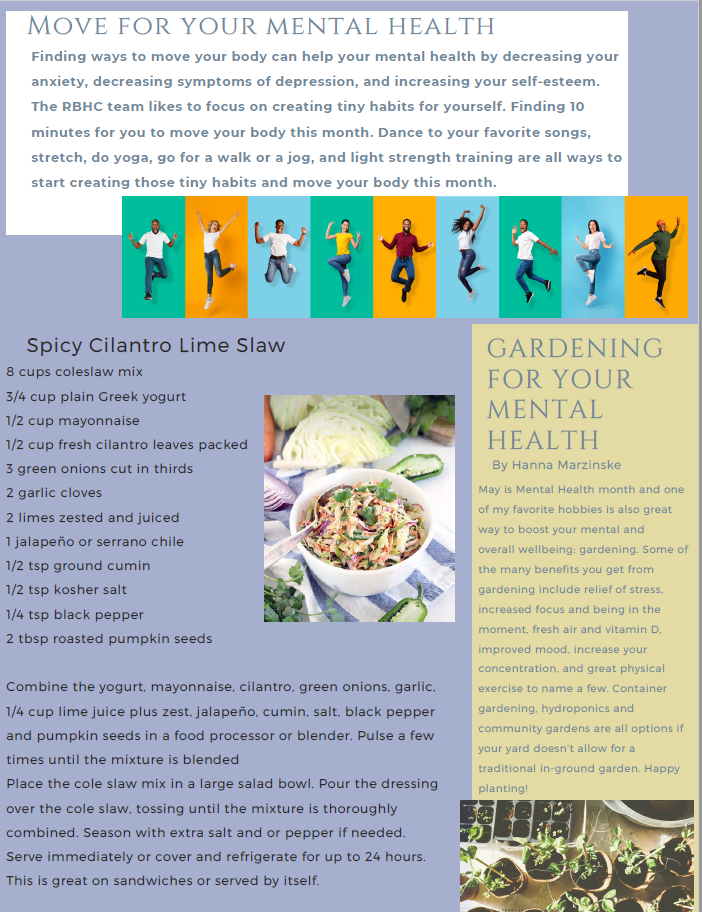 Move for your mental health
Finding ways to move your body can help your mental health by decreasing your
anxiety, decreasing symptoms of depression, and increasing your self-esteem.
The RBHC team likes to focus on creating tiny habits for yourself. Finding 10
minutes for you to move your body this month. Dance to your favorite songs,
stretch, do yoga, go for a walk or a jog, and light strength training are all ways to
start creating those tiny habits and move your body this month.
Spicy Cilantro Lime Slaw
8 cups coleslaw mix
3/4 cup plain Greek yogurt
1/2 cup mayonnaise
1/2 cup fresh cilantro leaves packed
3 green onions cut in thirds
2 garlic cloves
2 limes zested and juiced
1 jalapeño or serrano chile
1/2 tsp ground cumin
1/2 tsp kosher salt
1/4 tsp black pepper
2 tbsp roasted pumpkin seeds
Combine the yogurt, mayonnaise, cilantro, green onions, garlic,
1/4 cup lime juice plus zest, jalapeño, cumin, salt, black pepper
and pumpkin seeds in a food processor or blender. Pulse a few
times until the mixture is blended
Place the cole slaw mix in a large salad bowl. Pour the dressing
over the cole slaw, tossing until the mixture is thoroughly
combined. Season with extra salt and or pepper if needed.
Serve immediately or cover and refrigerate for up to 24 hours.
This is great on sandwiches or served by itself.
GARDENING
FOR YOUR
MENTAL
HEALTH
By Hanna Marzinske
May is Mental Health month and one
of my favorite hobbies is also great
way to boost your mental and
overall wellbeing: gardening. Some of
the many benefits you get from
gardening include relief of stress,
increased focus and being in the
moment, fresh air and vitamin D,
improved mood, increase your
concentration, and great physical
exercise to name a few. Container
gardening, hydroponics and
community gardens are all options if
your yard doesn't allow for a
traditional in-ground garden. Happy
planting!